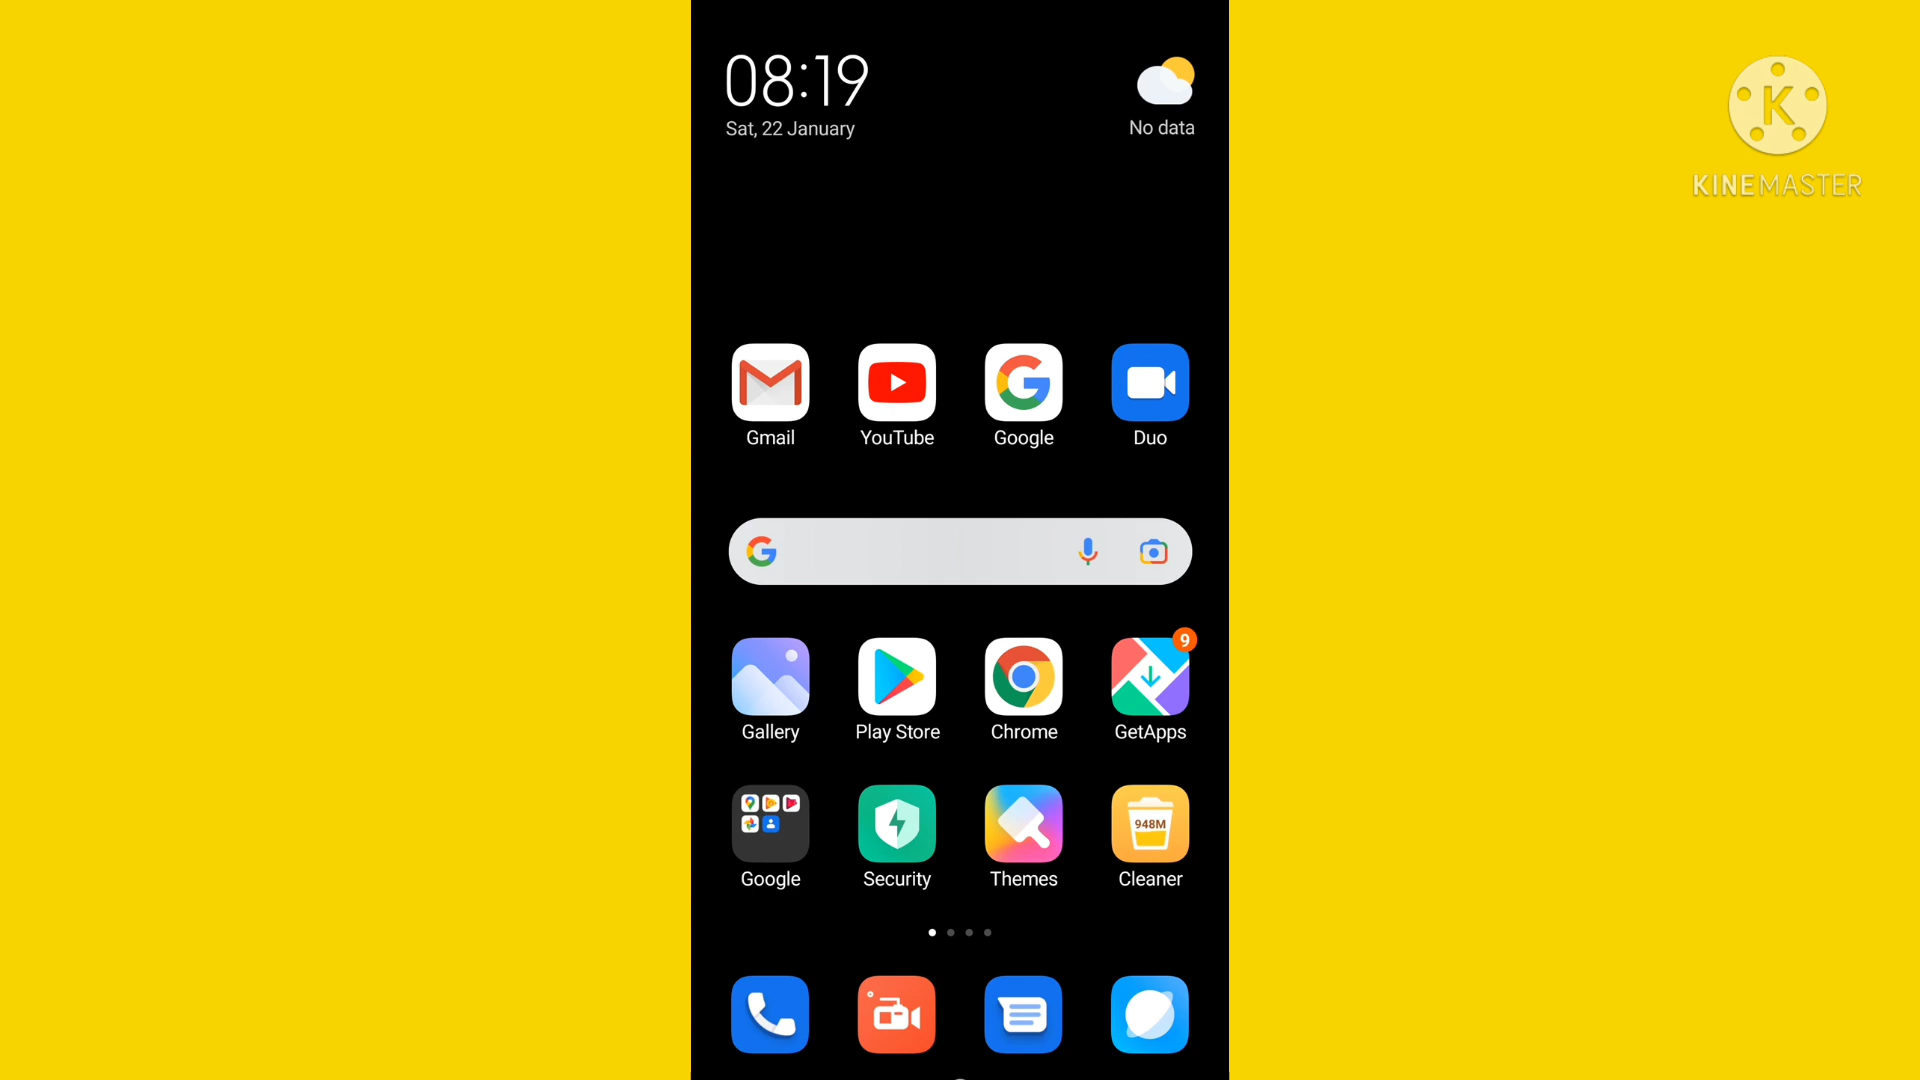 08:19
Sat, 22 January
No data
KINEMASTER
Gmail
YouTube
Google
Duo
9
Gallery
Play Store
Chrome
GetApps
948M
Google
Security
Themes
Cleaner